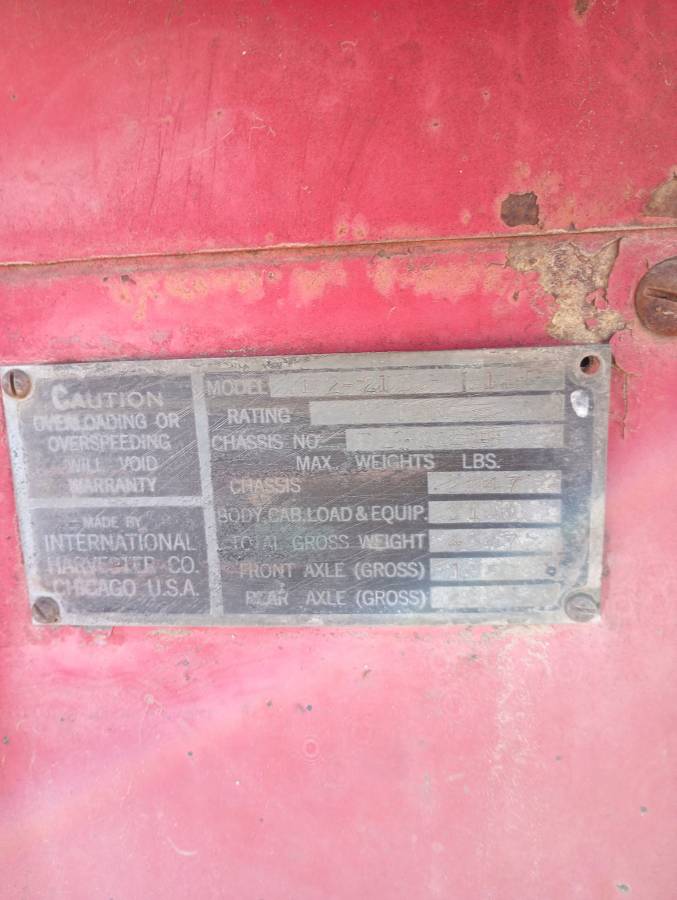 CAUTION
OVERLOADING OR
OVERSPEEDING
WILL VOID
WARRANTY
MADE BY
INTERNATIONAL
HARVESTER CO.
CHICAGO U.S.A.
MODEL
RATING
CHASSIS NO.
MAX. WEIGHTS LBS.
CHASSIS
BODY, CAB, LOAD & EQUIP.
TOTAL GROSS WEIGHT
FRONT AXLE (GROSS)
REAR AXLE (GROSS)